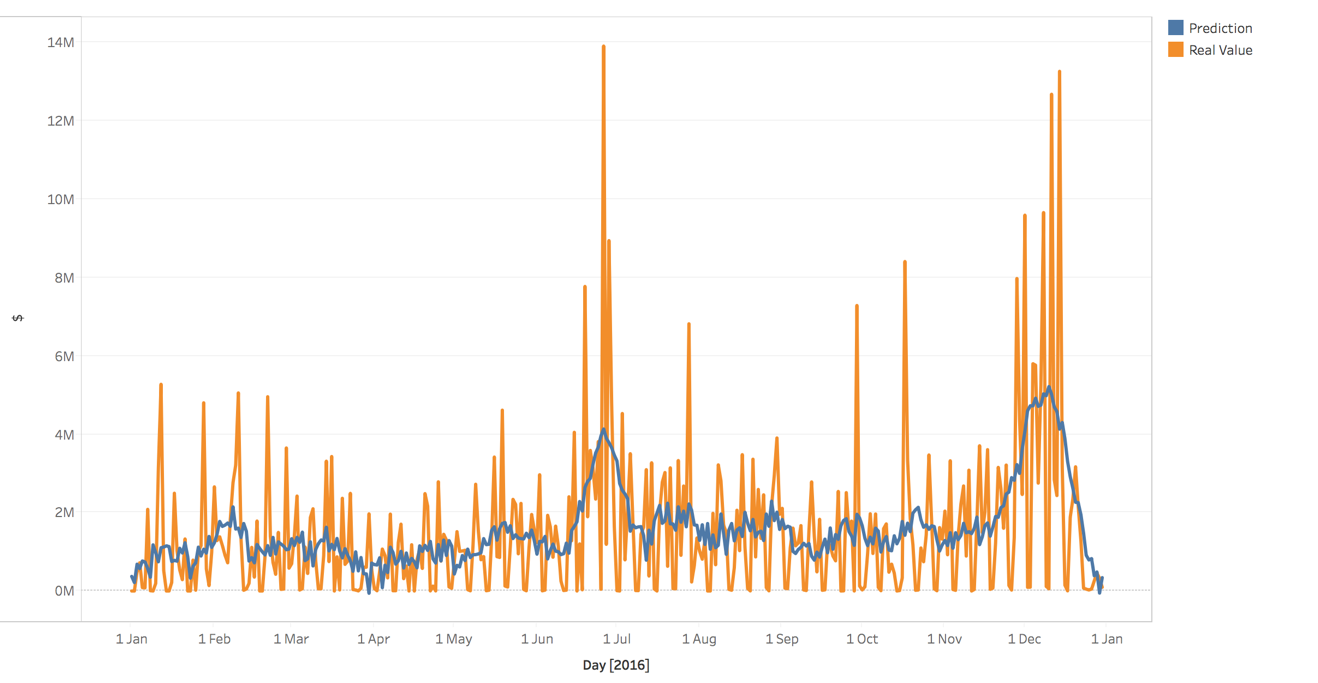 Prediction
Real Value
14M
12M
10M
8M
6M
4M
2M
0M
$
1 Jan 1 Feb 1 Mar 1 Apr 1 May 1 Jun 1 Jul 1 Aug 1 Sep 1 Oct 1 Nov 1 Dec 1 Jan
Day [2016]